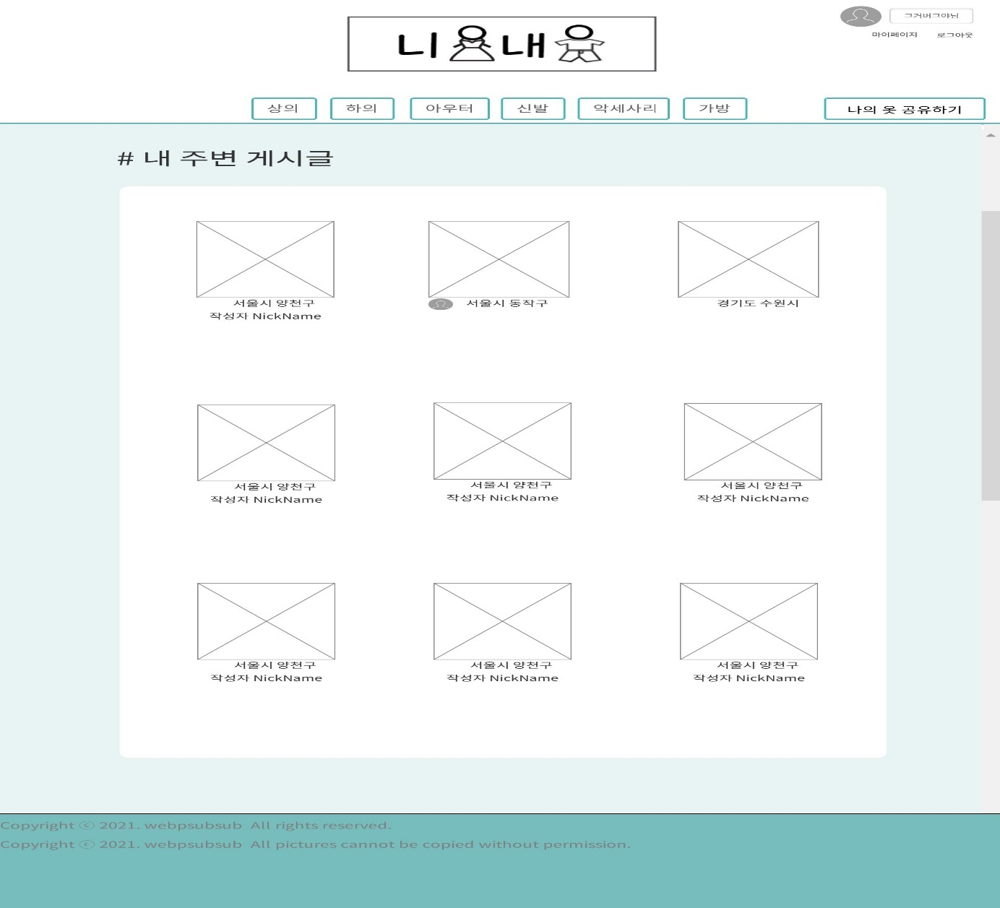 그거버그야님
마이페이지 로그아웃
니옷내옷
상의 하의 아우터 신발 악세사리 가방 나의 옷 공유하기
# 내 주변 게시글
서울시 양천구 서울시 동작구 경기도 수원시
작성자 NickName
서울시 양천구 서울시 양천구 서울시 양천구
작성자 NickName 작성자 NickName 작성자 NickName
서울시 양천구 서울시 양천구 서울시 양천구
작성자 NickName 작성자 NickName 작성자 NickName
Copyright ⓒ 2021. webpsubsub All rights reserved.
Copyright ⓒ 2021. webpsubsub All pictures cannot be copied without permission.